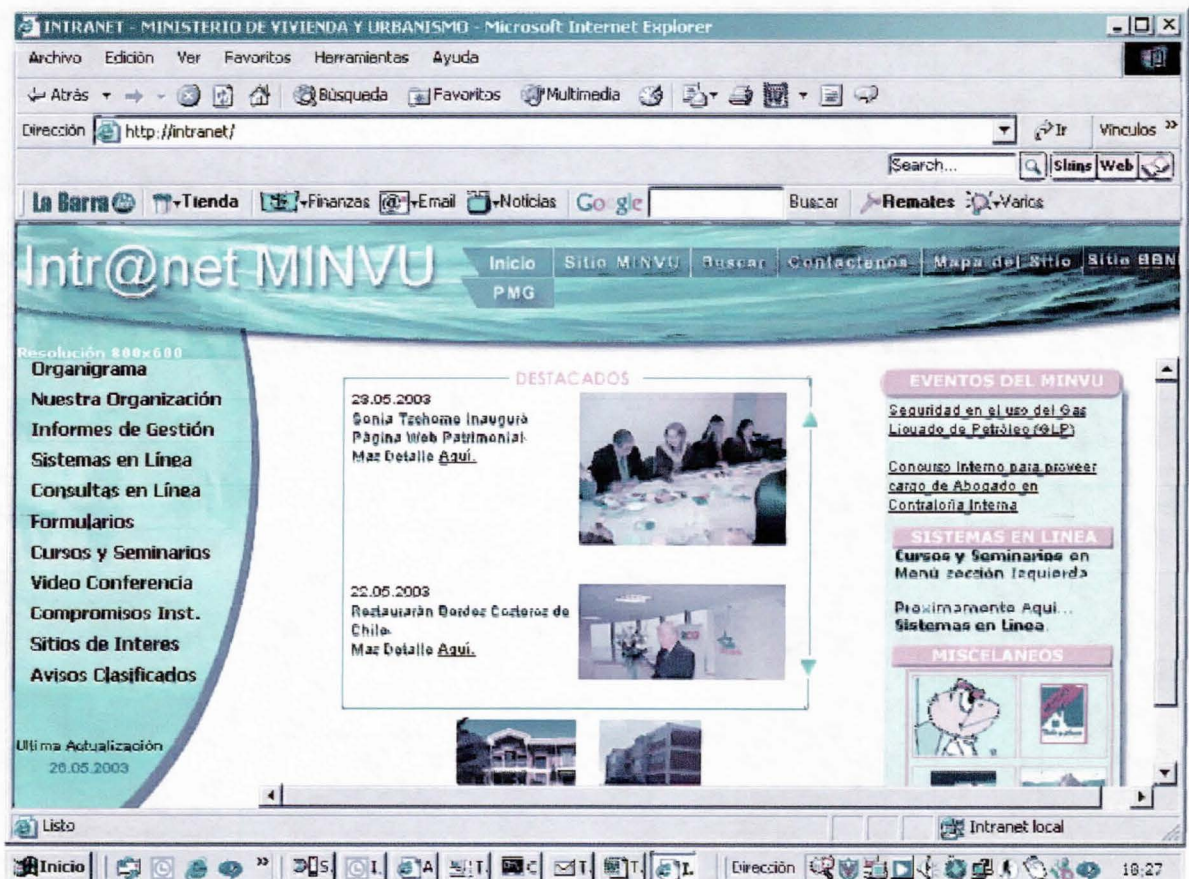 INTRANET - MINISTERIO DE VIVIENDA Y URBANISMO - Microsoft Internet Explorer
Archivo Edición Ver Favoritos Herramientas Ayuda
Atrás Búsqueda Favoritos Multimedia
Dirección http://intranet/ Ir Vínculos »
Search... Skins Web
La Barra Tienda Finanzas Email Noticias Google Buscar Remates Varios
Intr@net MINVU
Inicio Sitio MINVU Buscar Contactenos Mapa del Sitio Sitio
PMG
Resolución 800x600
Organigrama
Nuestra Organización
Informes de Gestión
Sistemas en Línea
Consultas en Línea
Formularios
Cursos y Seminarios
Video Conferencia
Compromisos Inst.
Sitios de Interes
Avisos Clasificados
Ultima Actualización
26.05.2003
DESTACADOS
23.05.2003
Sonia Tschorne Inaugura
Página Web Patrimonial.
Mas Detalle Aquí.
22.05.2003
Restaurarán Bordes Costeros de
Chile.
Mas Detalle Aquí.
EVENTOS DEL MINVU
Seguridad en el uso del Gas
Licuado de Petróleo (GLP)
Concurso Interno para proveer
cargo de Abogado en
Contraloría Interna
SISTEMAS EN LINEA
Cursos y Seminarios en
Menú sección Izquierda
Proximamente Aquí...
Sistemas en Linea.
MISCELANEOS
Listo Intranet local
Inicio » S. I. A T. C T. T. I. Dirección 18:27